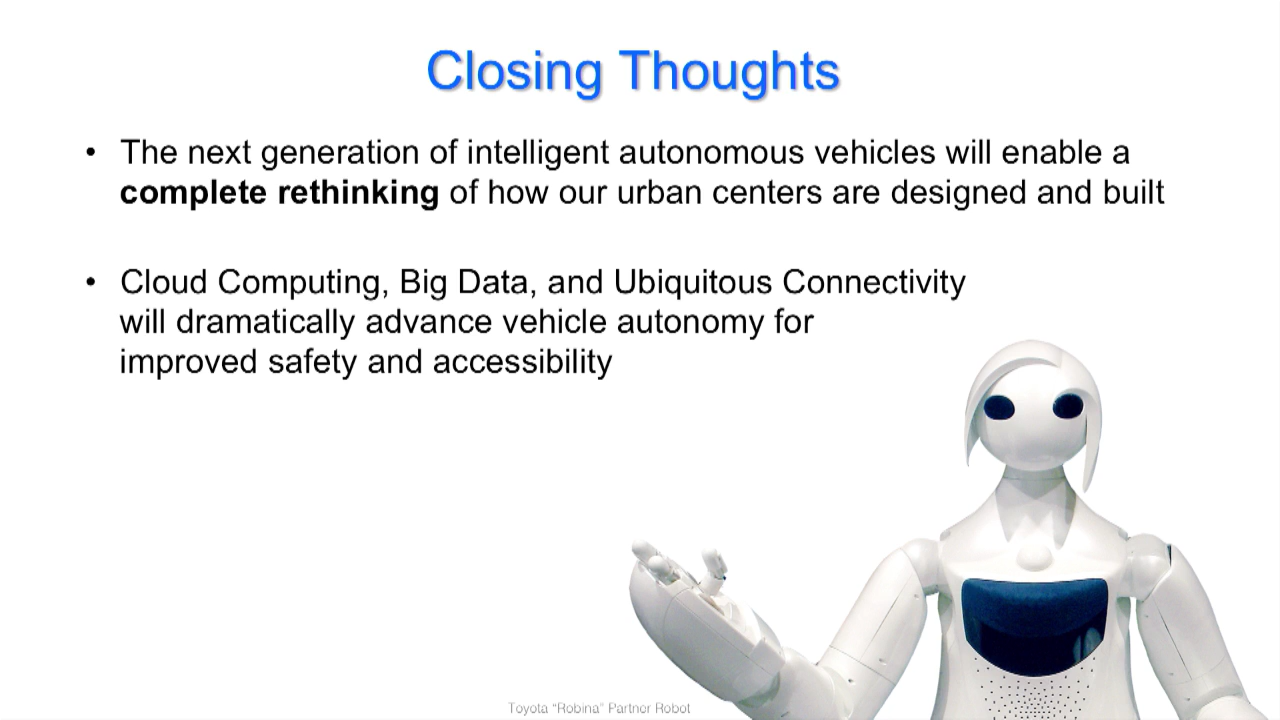 Closing Thoughts
• The next generation of intelligent autonomous vehicles will enable a
complete rethinking of how our urban centers are designed and built
• Cloud Computing, Big Data, and Ubiquitous Connectivity
will dramatically advance vehicle autonomy for
improved safety and accessibility
Toyota “Robina” Partner Robot